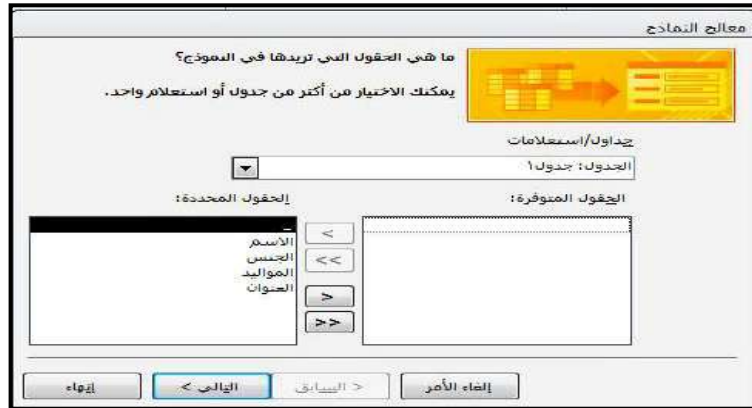 معالج النماذج
ما هي الحقول التي تريدها في النموذج؟
يمكنك الاختيار من أكثر من جدول أو استعلام واحد.
جداول/استعلامات
الجدول: جدول١
الحقول المتوفرة:
الحقول المحددة:
الاسم
الجنس
المواليد
العنوان
>
>>
<
<<
إلغاء الأمر
< السابق
التالي >
إنهاء